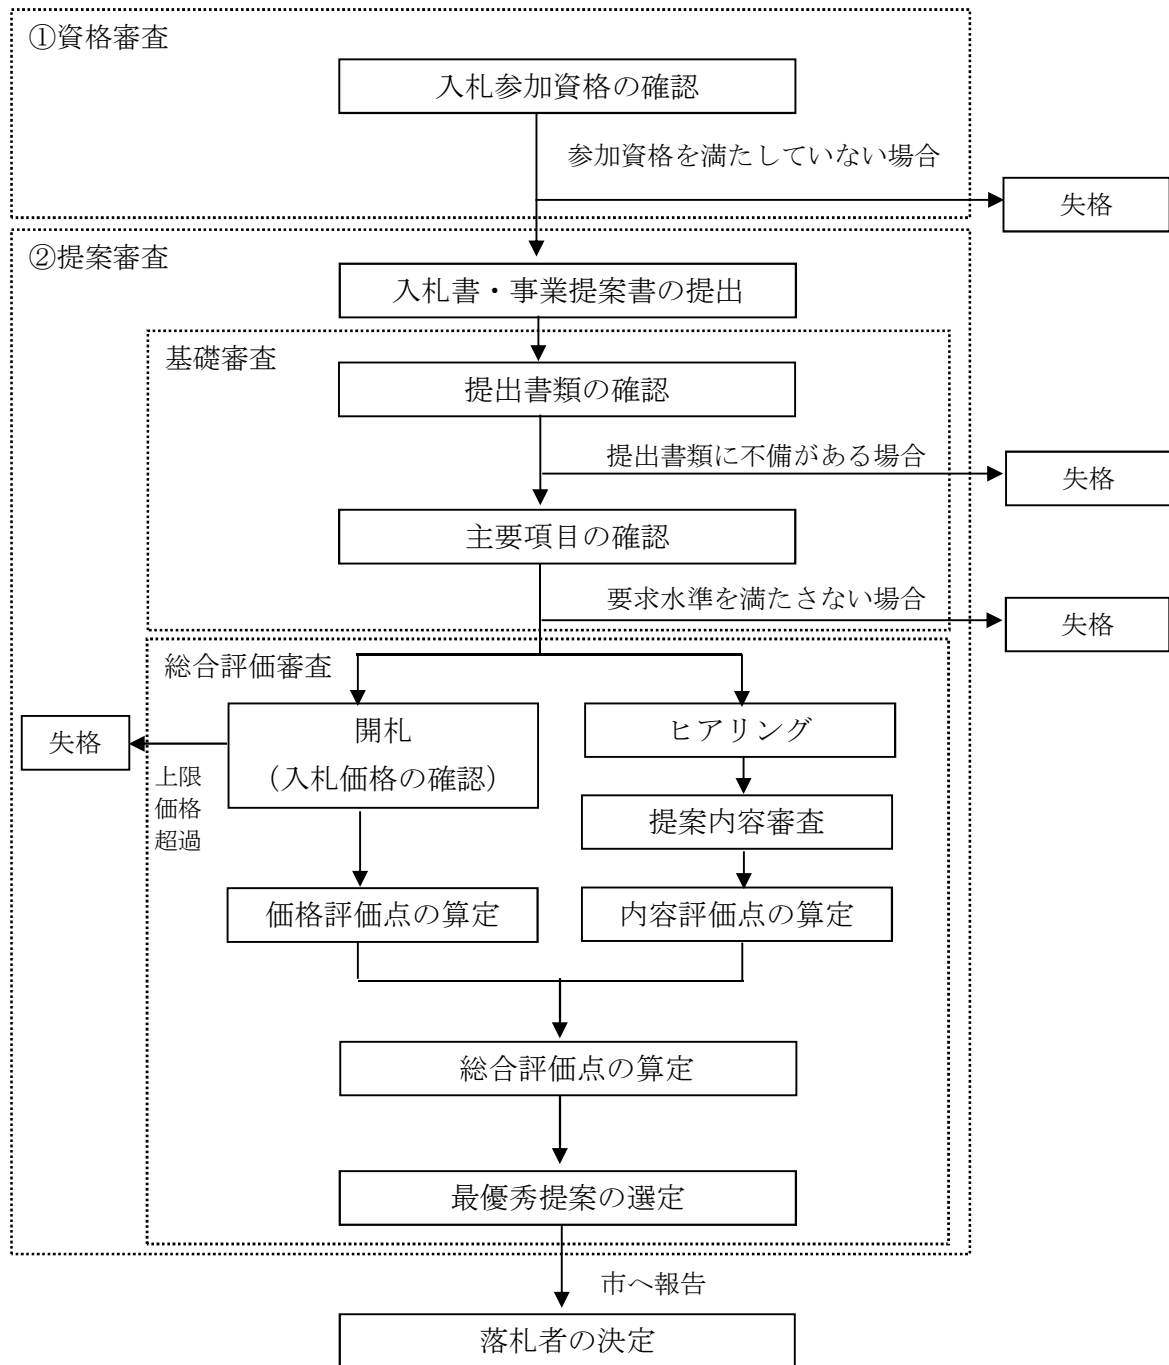 ①資格審査
入札参加資格の確認
参加資格を満たしていない場合
失格
②提案審査
入札書・事業提案書の提出
基礎審査
提出書類の確認
提出書類に不備がある場合
失格
主要項目の確認
要求水準を満たさない場合
失格
総合評価審査
開札
（入札価格の確認）
失格
上限
価格
超過
ヒアリング
提案内容審査
価格評価点の算定
内容評価点の算定
総合評価点の算定
最優秀提案の選定
市へ報告
落札者の決定